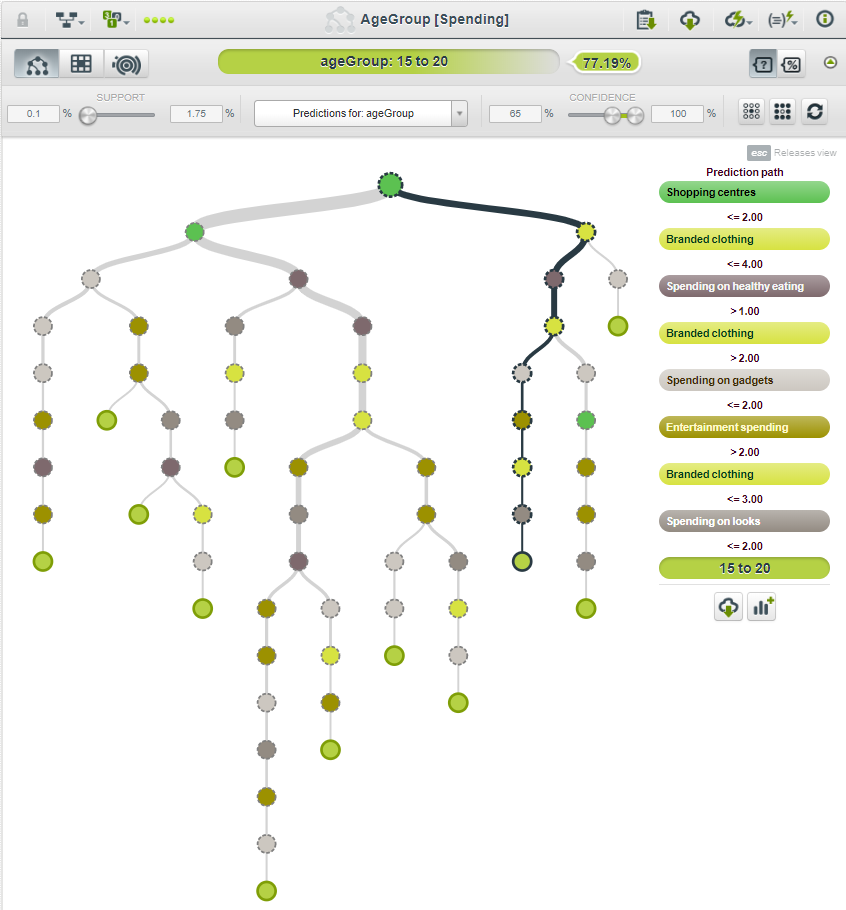 AgeGroup [Spending]
ageGroup: 15 to 20
77.19%
SUPPORT
0.1 %
1.75 %
Predictions for: ageGroup
CONFIDENCE
65 %
100 %
esc Releases view
Prediction path
Shopping centres
<= 2.00
Branded clothing
<= 4.00
Spending on healthy eating
> 1.00
Branded clothing
> 2.00
Spending on gadgets
<= 2.00
Entertainment spending
> 2.00
Branded clothing
<= 3.00
Spending on looks
<= 2.00
15 to 20